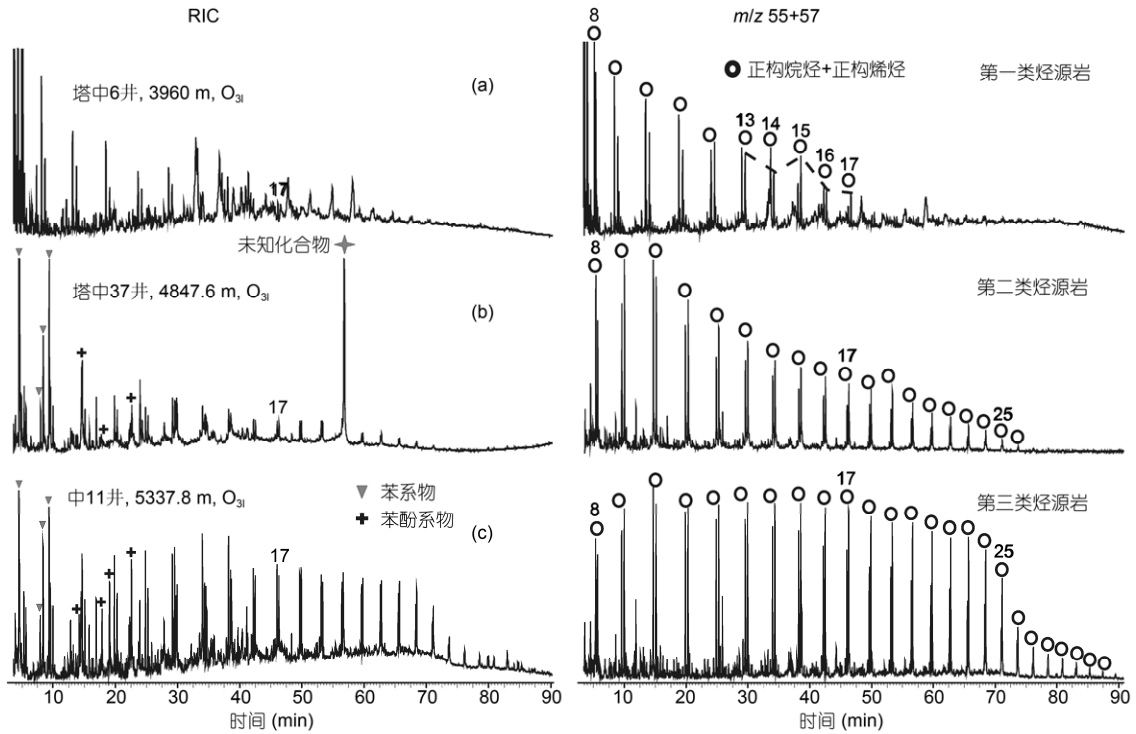 RIC
m/z 55+57
塔中6井, 3960 m, O3l
(a)
17
8
正构烷烃+正构烯烃
第一类烃源岩
13
14
15
16
17
未知化合物
塔中37井, 4847.6 m, O3l
(b)
17
8
第二类烃源岩
17
25
中11井, 5337.8 m, O3l
苯系物
苯酚系物
(c)
17
8
第三类烃源岩
17
25
10 20 30 40 50 60 70 80 90
时间 (min)
10 20 30 40 50 60 70 80 90
时间 (min)